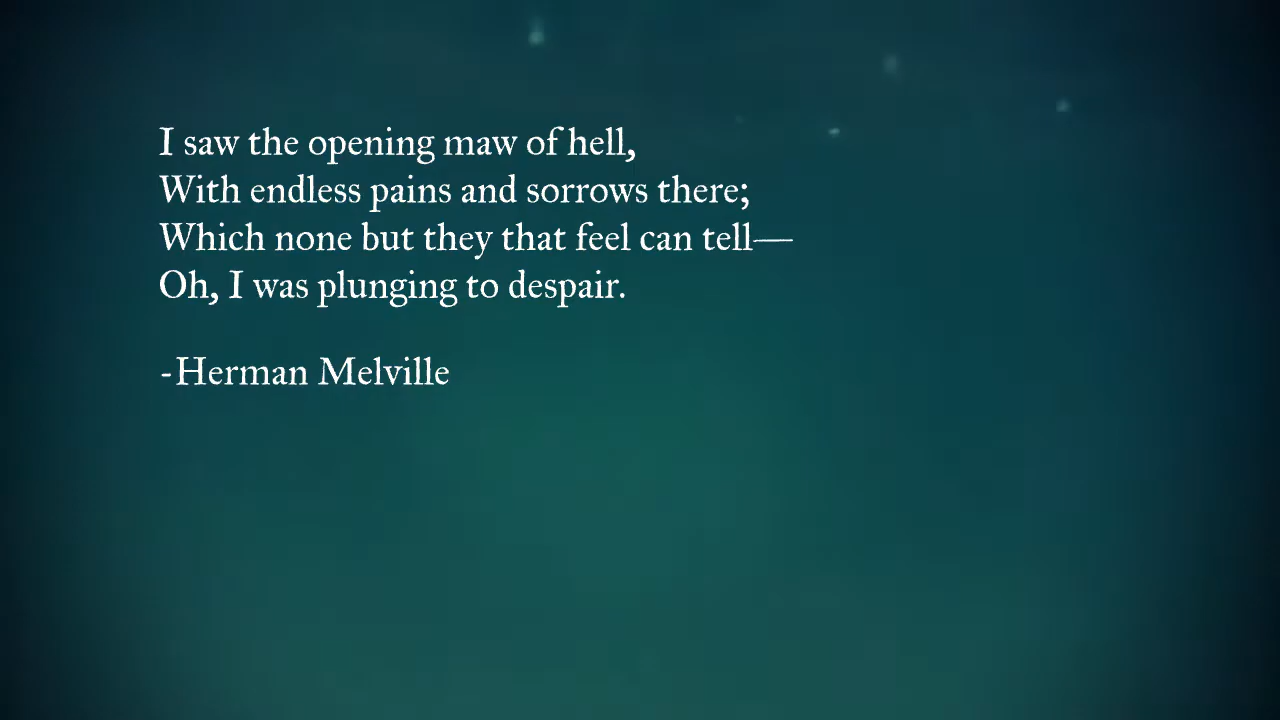 I saw the opening maw of hell,
With endless pains and sorrows there;
Which none but they that feel can tell—
Oh, I was plunging to despair.
-Herman Melville